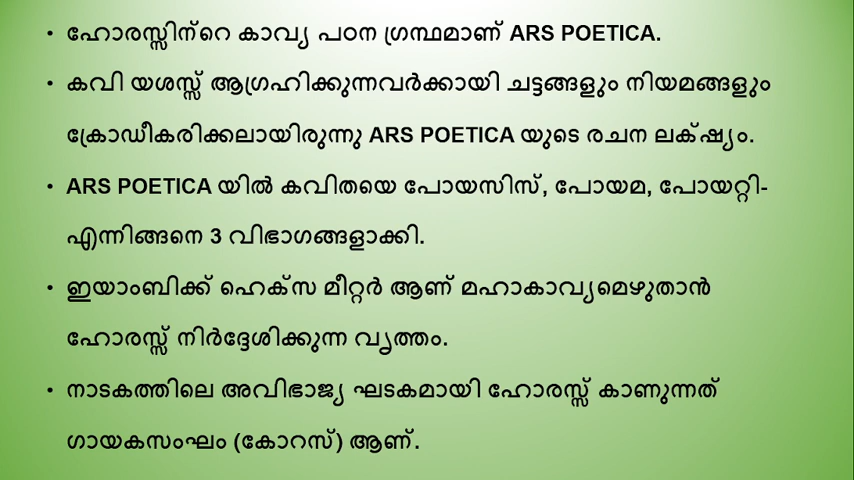 • ഹോരസ്സിന്റെ കാവ്യ പഠന ഗ്രന്ഥമാണ് ARS POETICA.
• കവി യശസ്സ് ആഗ്രഹിക്കുന്നവർക്കായി ചട്ടങ്ങളും നിയമങ്ങളും
ക്രോഡീകരിക്കലായിരുന്നു ARS POETICA യുടെ രചന ലക്ഷ്യം.
• ARS POETICA യിൽ കവിതയെ പോയസിസ്, പോയമ, പോയറ്റി-
എന്നിങ്ങനെ 3 വിഭാഗങ്ങളാക്കി.
• ഇയാംബിക്ക് ഹെക്സ മീറ്റർ ആണ് മഹാകാവ്യമെഴുതാൻ
ഹോരസ്സ് നിർദ്ദേശിക്കുന്ന വൃത്തം.
• നാടകത്തിലെ അവിഭാജ്യ ഘടകമായി ഹോരസ്സ് കാണുന്നത്
ഗായകസംഘം (കോറസ്) ആണ്.